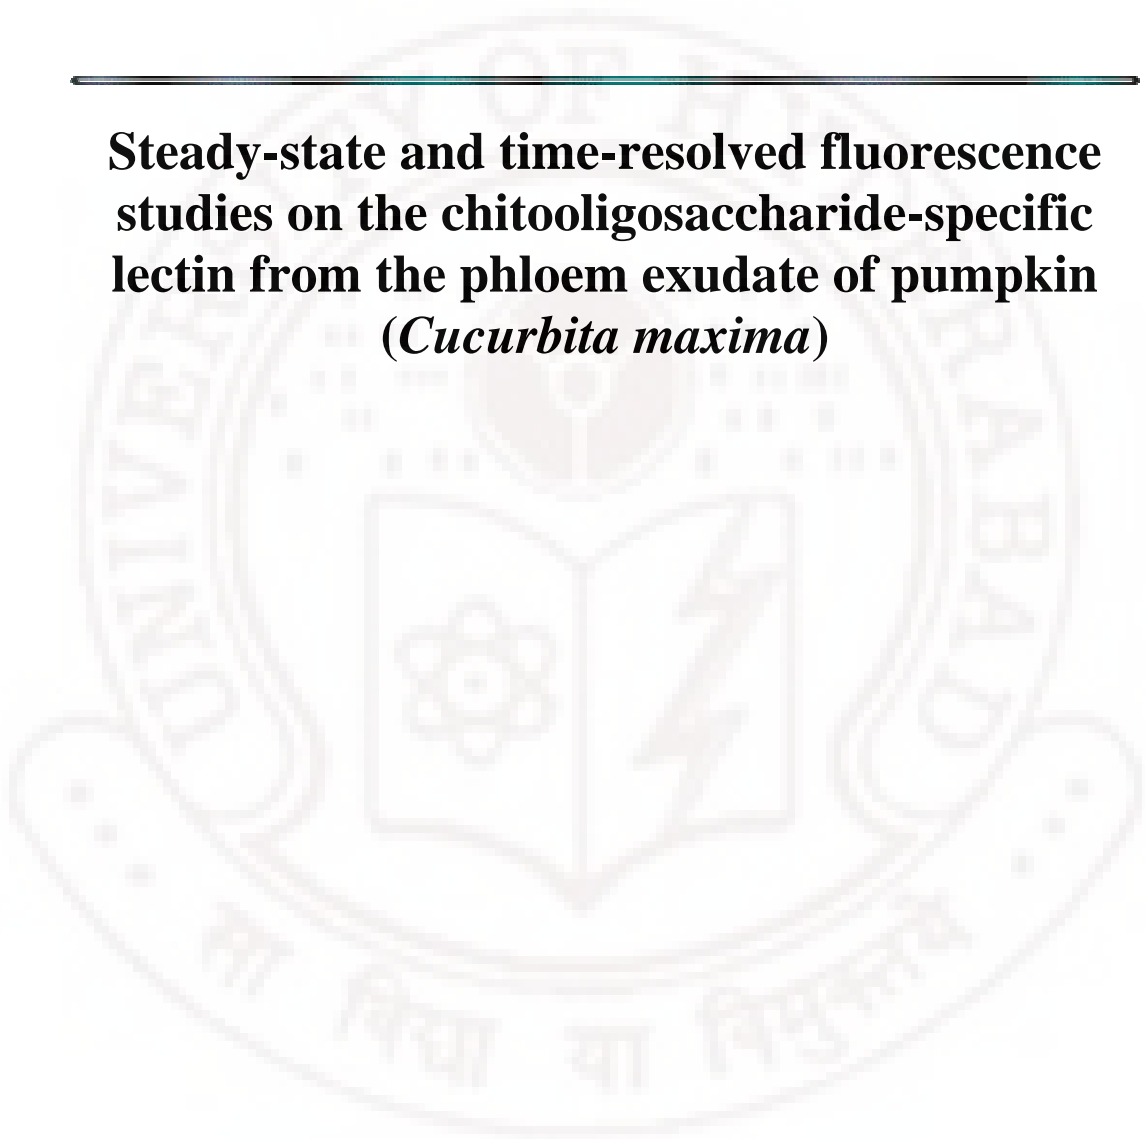 Steady-state and time-resolved fluorescence
studies on the chitooligosaccharide-specific
lectin from the phloem exudate of pumpkin
(Cucurbita maxima)
सा विद्या या विमुक्तये